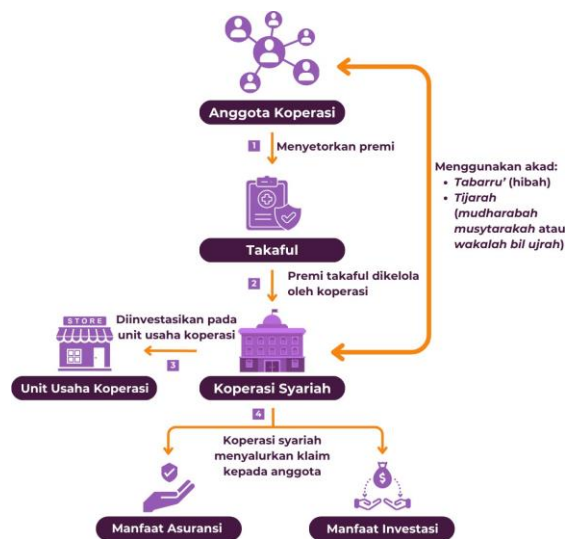 Anggota Koperasi
1
Menyetorkan premi
Menggunakan akad:
• Tabarru' (hibah)
• Tijarah
(mudharabah
musytarakah atau
wakalah bil ujrah)
Takaful
2
Premi takaful dikelola
oleh koperasi
STORE
Diinvestasikan pada
unit usaha koperasi
3
Unit Usaha Koperasi
Koperasi Syariah
4
Koperasi syariah
menyalurkan klaim
kepada anggota
$
Manfaat Asuransi
Manfaat Investasi